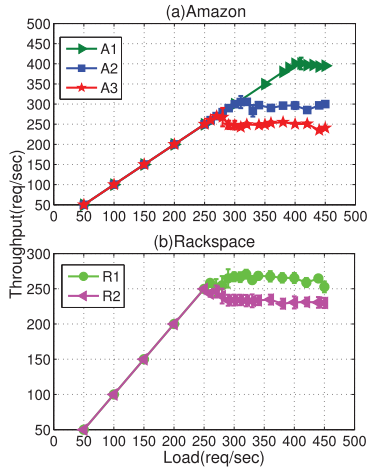 (a)Amazon
500
450
400
350
300
250
200
150
100
50
A1
A2
A3
0 50 100 150 200 250 300 350 400 450 500
Throughput(req/sec)
(b)Rackspace
300
250
200
150
100
50
R1
R2
0 50 100 150 200 250 300 350 400 450 500
Load(req/sec)